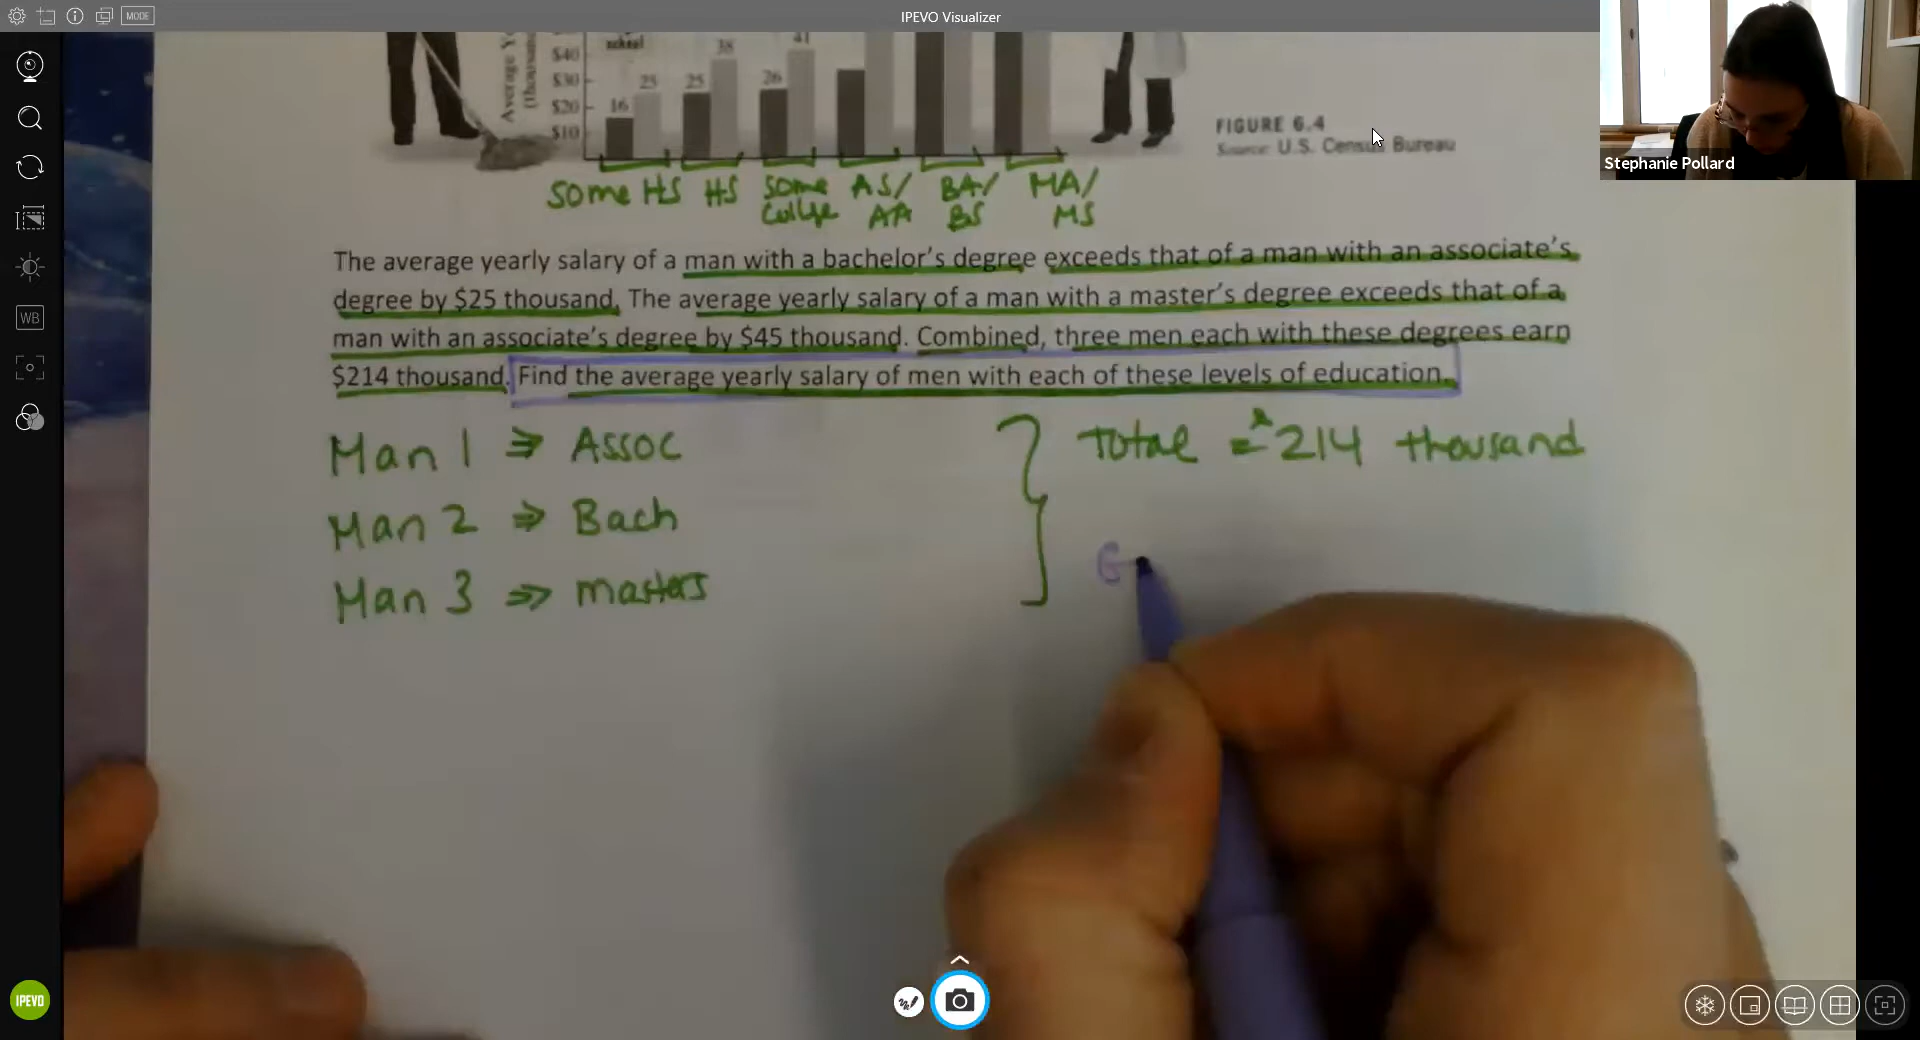 MODE
IPEVO Visualizer
Average Y
(thousan
school
$40
$30
$20
$10
16
25
25
38
26
41
FIGURE 6.4
Source: U.S. Census Bureau
Stephanie Pollard
Some HS
HS
Some
College
AS/
AA
BA/
BS
MA/
MS
The average yearly salary of a man with a bachelor's degree exceeds that of a man with an associate's
degree by $25 thousand. The average yearly salary of a man with a master's degree exceeds that of a
man with an associate's degree by $45 thousand. Combined, three men each with these degrees earn
$214 thousand. Find the average yearly salary of men with each of these levels of education.
Man 1 ⇒ Assoc
Total = $214 thousand
Man 2 ⇒ Bach
Man 3 ⇒ masters
WB
IPEVO